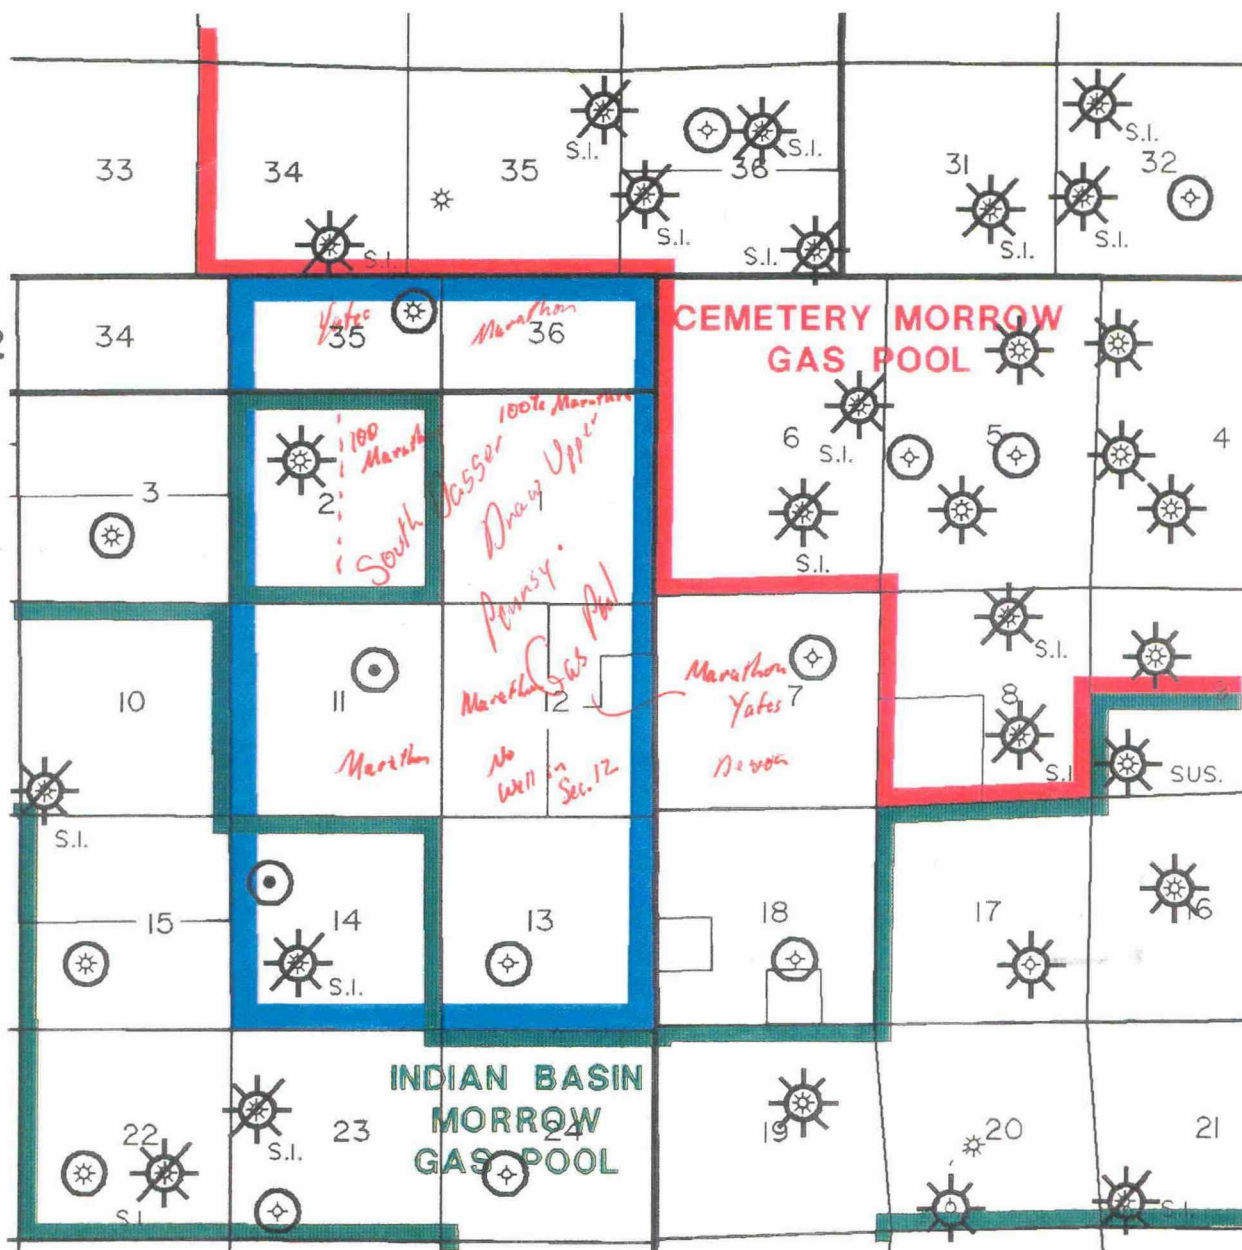 33
34
35
36
31
32
S.I.
S.I.
S.I.
S.I.
S.I.
S.I.
S.I.
S.I.
34
Yates
35
Marathon
36
CEMETERY MORROW
GAS POOL
3
2
100
Marathon
100% Marathon
1
South Dagger
Draw Upper
Pennsy.
Gas Pool
6
5
4
S.I.
S.I.
10
11
Marathon
12
Marathon
No
Well in
Sec. 12
Marathon
Yates
7
Devon
8
9
S.I.
S.I.
SUS.
S.I.
15
14
S.I.
13
18
17
16
INDIAN BASIN
MORROW
GAS POOL
22
S.I.
23
S.I.
24
19
20
21
S.I.